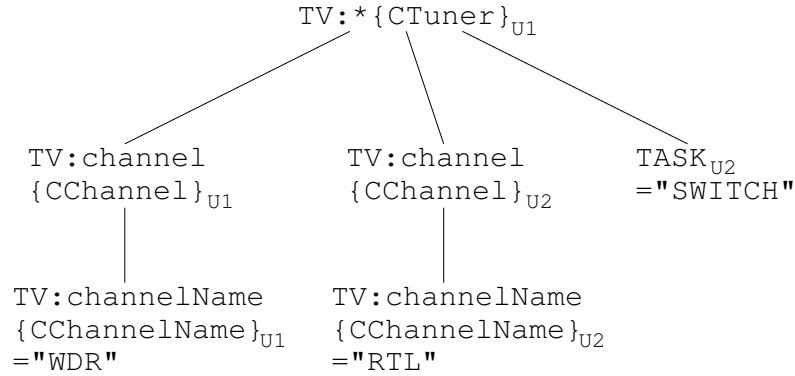 TV:*{CTuner}U1
TV:channel
{CChannel}U1
TV:channel
{CChannel}U2
TASKU2
="SWITCH"
TV:channelName
{CChannelName}U1
="WDR"
TV:channelName
{CChannelName}U2
="RTL"